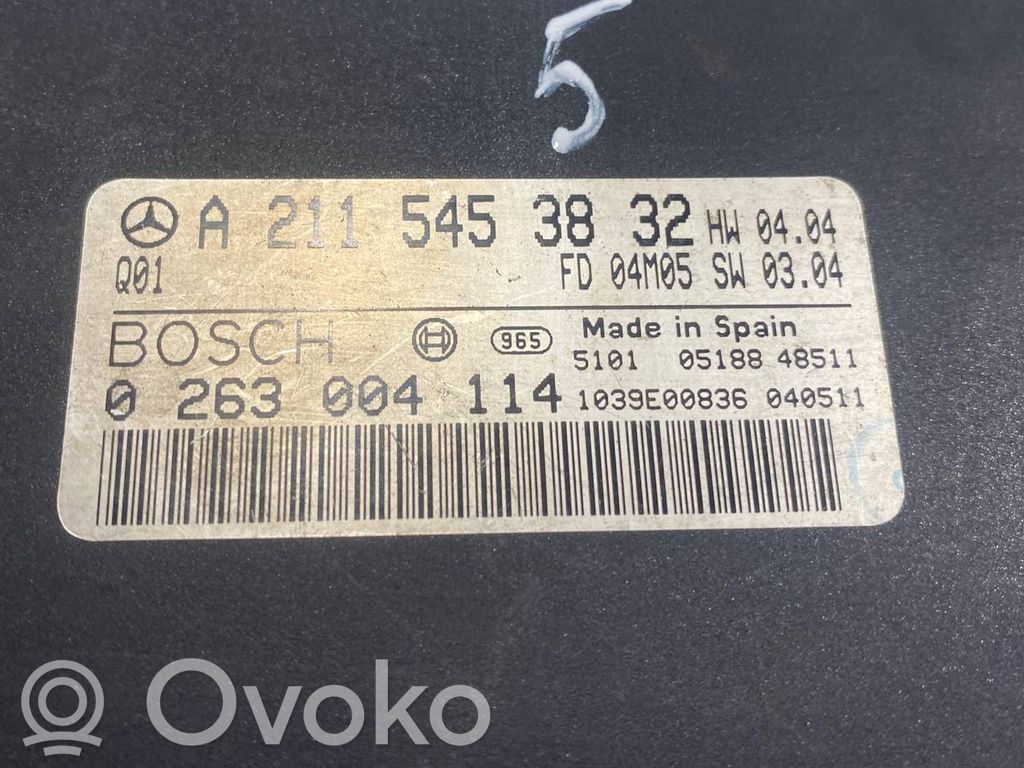 5
A 211 545 38 32 HW 04.04
Q01 FD 04M05 SW 03.04
BOSCH 965 Made in Spain
5101 05188 48511
0 263 004 114 1039E00836 040511
Ovoko